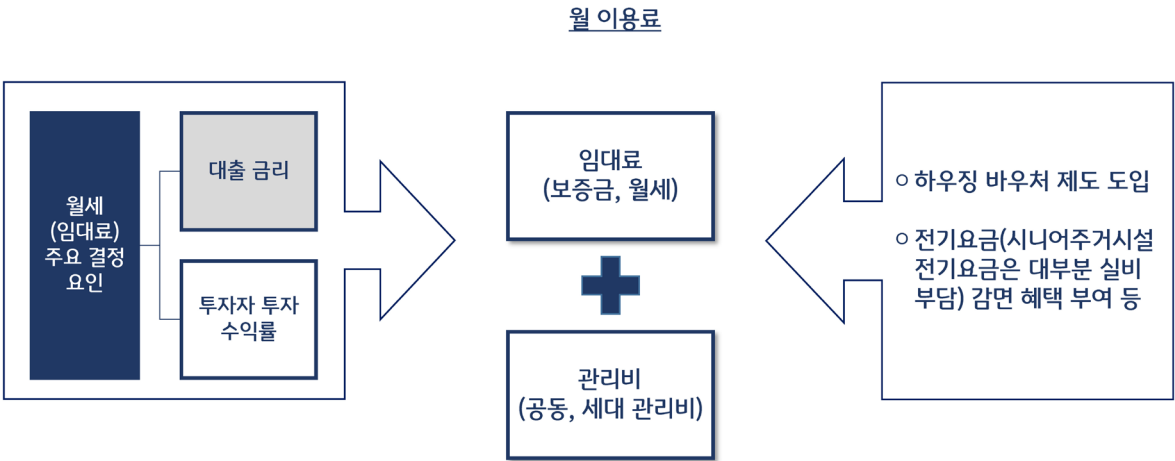 월 이용료
월세
(임대료)
주요 결정
요인
대출 금리
투자자 투자
수익률
임대료
(보증금, 월세)
관리비
(공동, 세대 관리비)
○ 하우징 바우처 제도 도입
○ 전기요금(시니어주거시설
전기요금은 대부분 실비
부담) 감면 혜택 부여 등